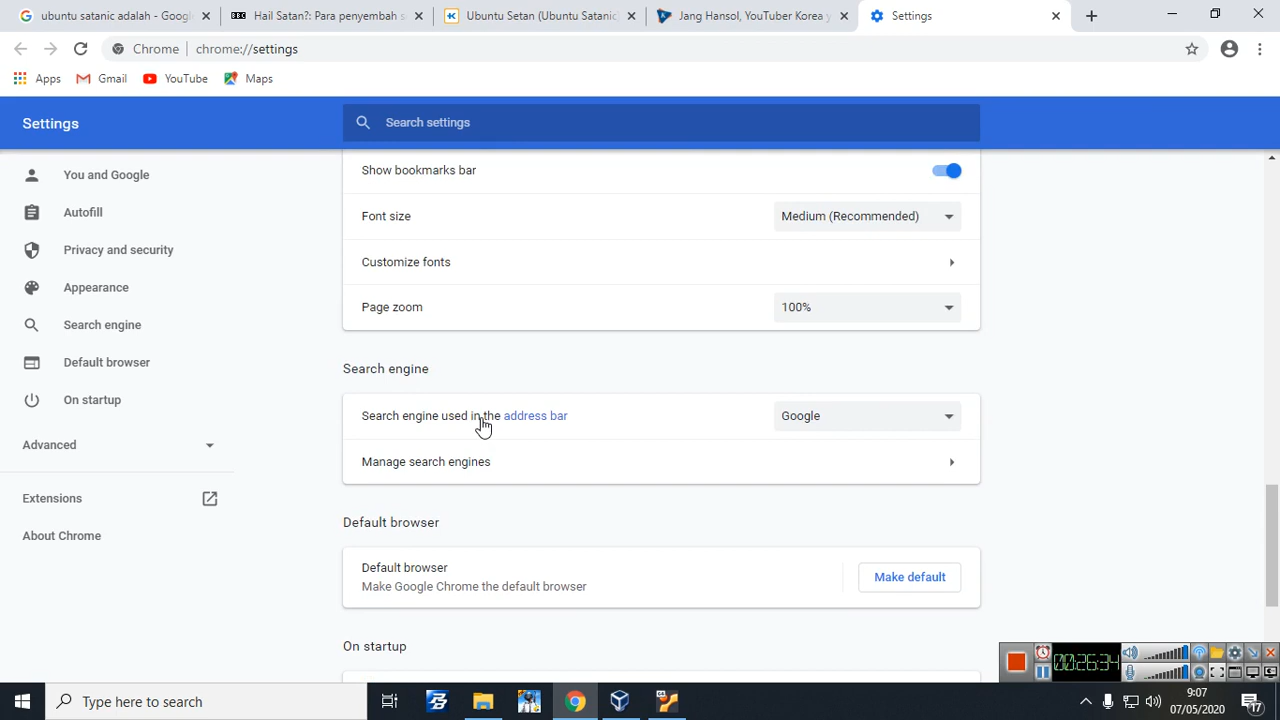 ubuntu satanic adalah - Googl
Hail Satan?: Para penyembah
Ubuntu Setan (Ubuntu Satanic
Jang Hansol, YouTuber Korea y
Settings
Chrome
chrome://settings
Apps
Gmail
YouTube
Maps
Settings
Search settings
You and Google
Autofill
Privacy and security
Appearance
Search engine
Default browser
On startup
Advanced
Extensions
About Chrome
Show bookmarks bar
Font size
Medium (Recommended)
Customize fonts
Page zoom
100%
Search engine
Search engine used in the address bar
Google
Manage search engines
Default browser
Default browser
Make Google Chrome the default browser
Make default
On startup
00:26:34
Type here to search
9:07
07/05/2020
17